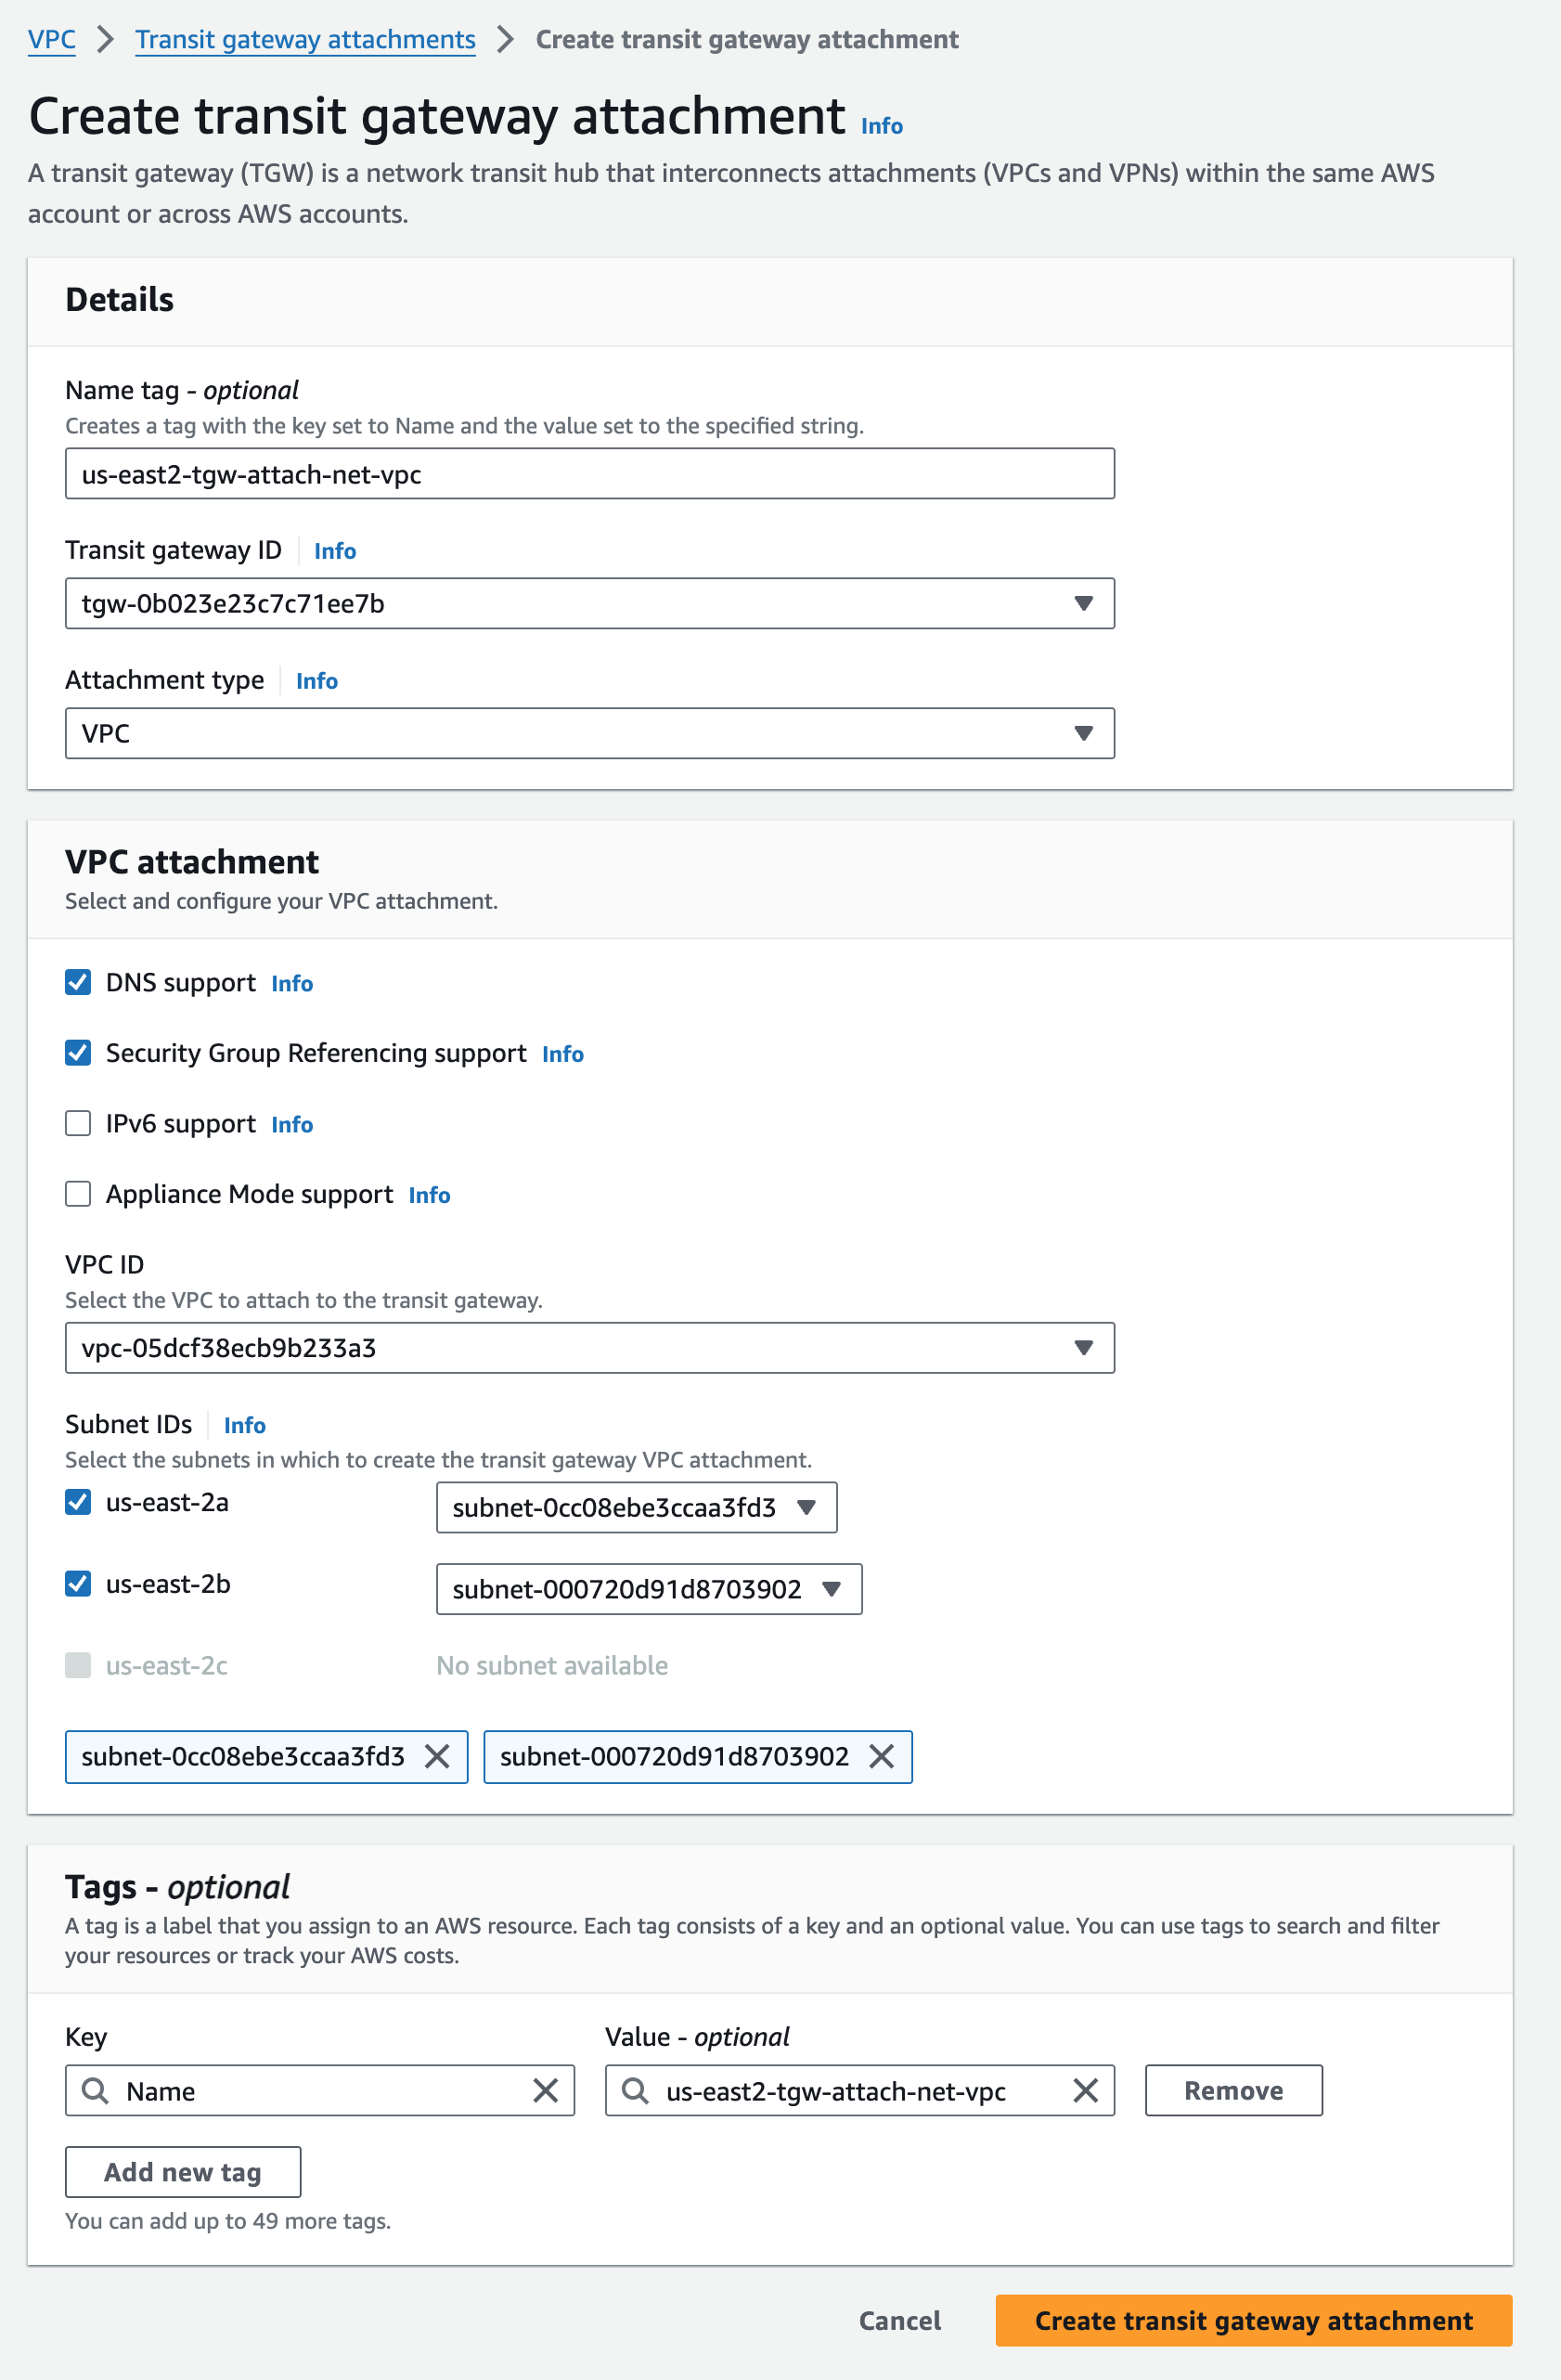 VPC > Transit gateway attachments > Create transit gateway attachment
Create transit gateway attachment Info
A transit gateway (TGW) is a network transit hub that interconnects attachments (VPCs and VPNs) within the same AWS
account or across AWS accounts.
Details
Name tag - optional
Creates a tag with the key set to Name and the value set to the specified string.
us-east2-tgw-attach-net-vpc
Transit gateway ID Info
tgw-0b023e23c7c71ee7b
Attachment type Info
VPC
VPC attachment
Select and configure your VPC attachment.
DNS support Info
Security Group Referencing support Info
IPv6 support Info
Appliance Mode support Info
VPC ID
Select the VPC to attach to the transit gateway.
vpc-05dcf38ecb9b233a3
Subnet IDs Info
Select the subnets in which to create the transit gateway VPC attachment.
us-east-2a subnet-0cc08ebe3ccaa3fd3
us-east-2b subnet-000720d91d8703902
us-east-2c No subnet available
subnet-0cc08ebe3ccaa3fd3 subnet-000720d91d8703902
Tags - optional
A tag is a label that you assign to an AWS resource. Each tag consists of a key and an optional value. You can use tags to search and filter
your resources or track your AWS costs.
Key Value - optional
Name us-east2-tgw-attach-net-vpc Remove
Add new tag
You can add up to 49 more tags.
Cancel Create transit gateway attachment